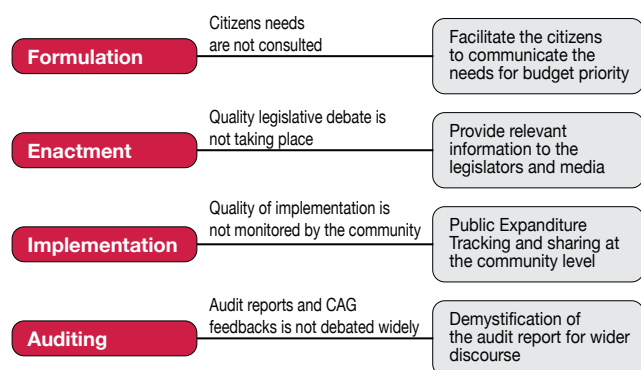 Citizens needs
are not consulted
Formulation
Facilitate the citizens
to communicate the
needs for budget priority
Quality legislative debate is
not taking place
Enactment
Provide relevant
information to the
legislators and media
Quality of implementation is
not monitored by the community
Implementation
Public Expanditure
Tracking and sharing at
the community level
Audit reports and CAG
feedbacks is not debated widely
Auditing
Demystification of
the audit report for wider
discourse